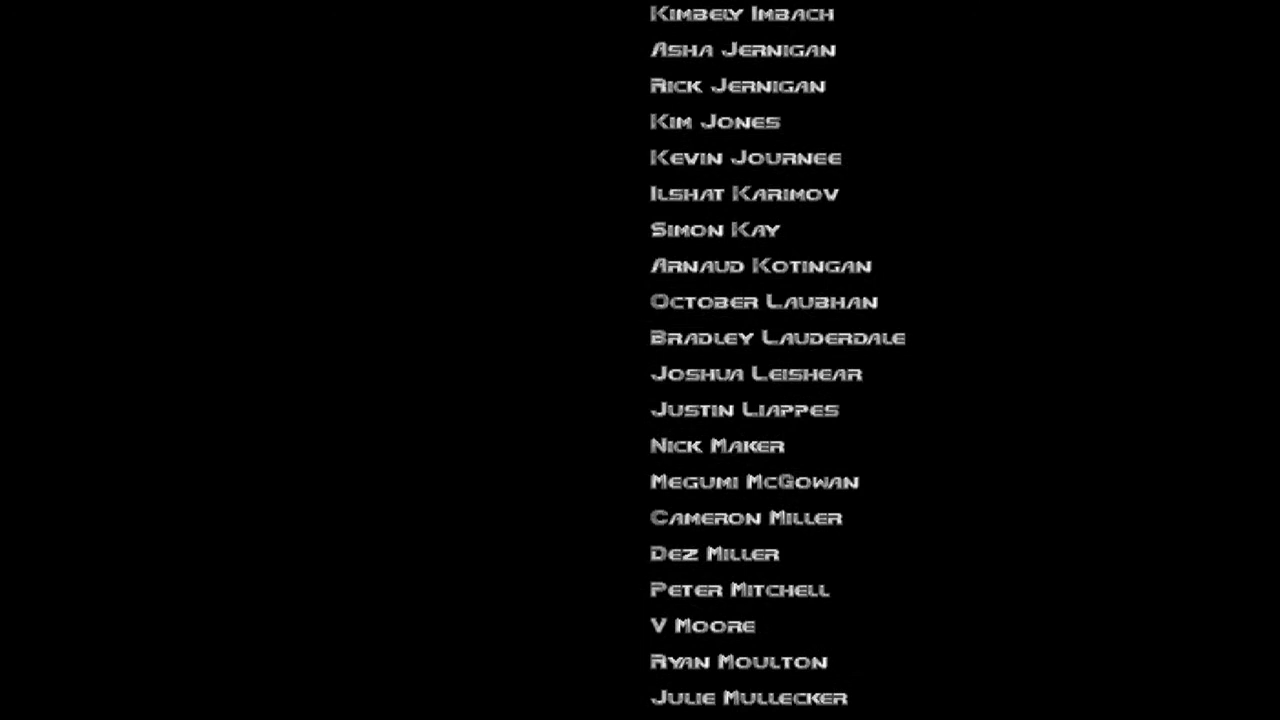 Kimbely Imbach
Asha Jernigan
Rick Jernigan
Kim Jones
Kevin Journee
Ilshat Karimov
Simon Kay
Arnaud Kotingan
October Laubhan
Bradley Lauderdale
Joshua Leishear
Justin Liappes
Nick Maker
Megumi McGowan
Cameron Miller
Dez Miller
Peter Mitchell
V Moore
Ryan Moulton
Julie Mullecker